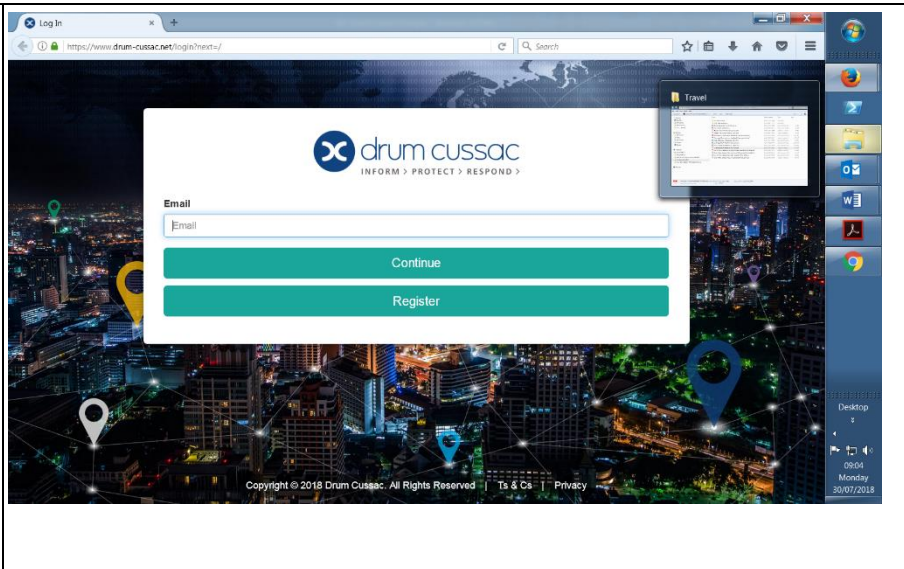 Log In
https://www.drum-cussac.net/login?next=/
Search
Travel
drum cussac
INFORM > PROTECT > RESPOND >
Email
Email
Continue
Register
Copyright © 2018 Drum Cussac. All Rights Reserved | Ts & Cs | Privacy
Desktop
09:04
Monday
30/07/2018